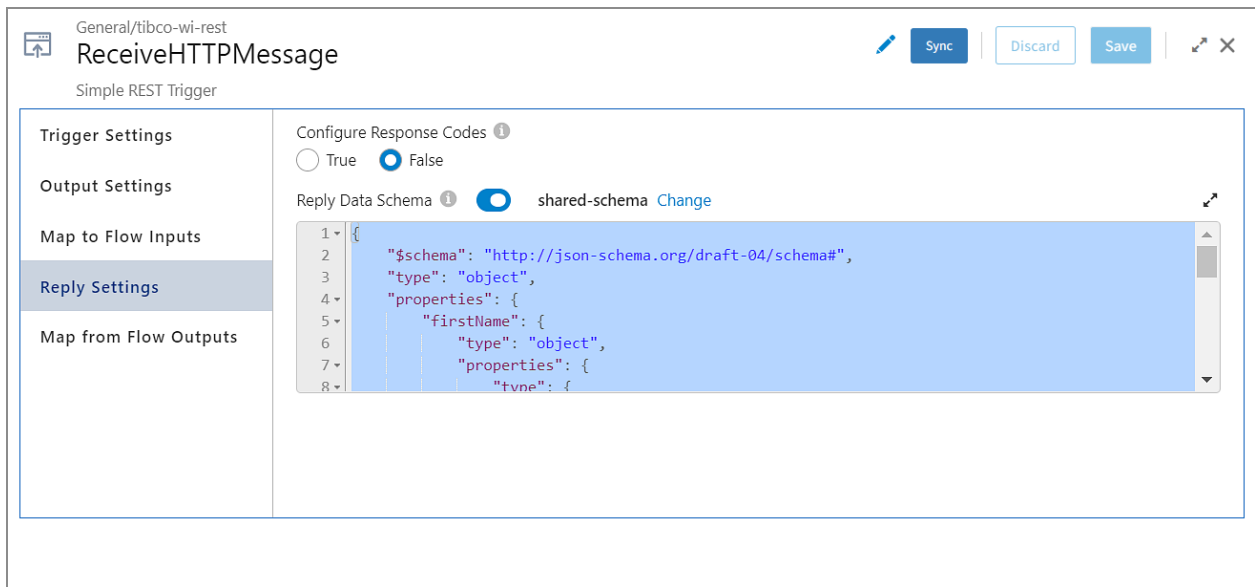 General/tibco-wi-rest
ReceiveHTTPMessage
Simple REST Trigger
Sync
Discard
Save
Trigger Settings
Output Settings
Map to Flow Inputs
Reply Settings
Map from Flow Outputs
Configure Response Codes
True False
Reply Data Schema shared-schema Change
1 {
2 "$schema": "http://json-schema.org/draft-04/schema#",
3 "type": "object",
4 "properties": {
5 "firstName": {
6 "type": "object",
7 "properties": {
8 "type": {